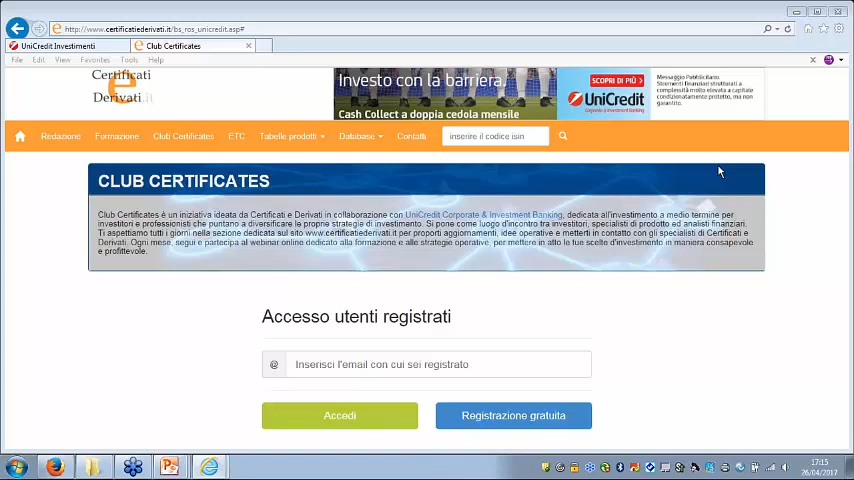 http://www.certificatiederivati.it/bs_ros_unicredit.asp#
UniCredit Investimenti
Club Certificates
File Edit View Favorites Tools Help
Certificati
e
Derivati.it
Investo con la barriera.
Cash Collect a doppia cedola mensile
SCOPRI DI PIÙ
UniCredit
Corporate & Investment Banking
Messaggio Pubblicitario.
Strumenti finanziari strutturati a
complessità molto elevata a capitale
condizionatamente protetto, ma non
garantito.
Redazione Formazione Club Certificates ETC Tabelle prodotti Database Contatti inserire il codice isin
CLUB CERTIFICATES
Club Certificates è un iniziativa ideata da Certificati e Derivati in collaborazione con UniCredit Corporate & Investment Banking, dedicata all'investimento a medio termine per
investitori e professionisti che puntano a diversificare le proprie strategie di investimento. Si pone come luogo d'incontro tra investitori, specialisti di prodotto ed analisti finanziari.
Ti aspettiamo tutti i giorni nella sezione dedicata sul sito www.certificatiederivati.it per proporti aggiornamenti, idee operative e metterti in contatto con gli specialisti di Certificati e
Derivati. Ogni mese, segui e partecipa al webinar online dedicato alla formazione e alle strategie operative, per mettere in atto le tue scelte d'investimento in maniera consapevole
e profittevole.
Accesso utenti registrati
@ Inserisci l'email con cui sei registrato
Accedi
Registrazione gratuita
17:15
26/04/2017